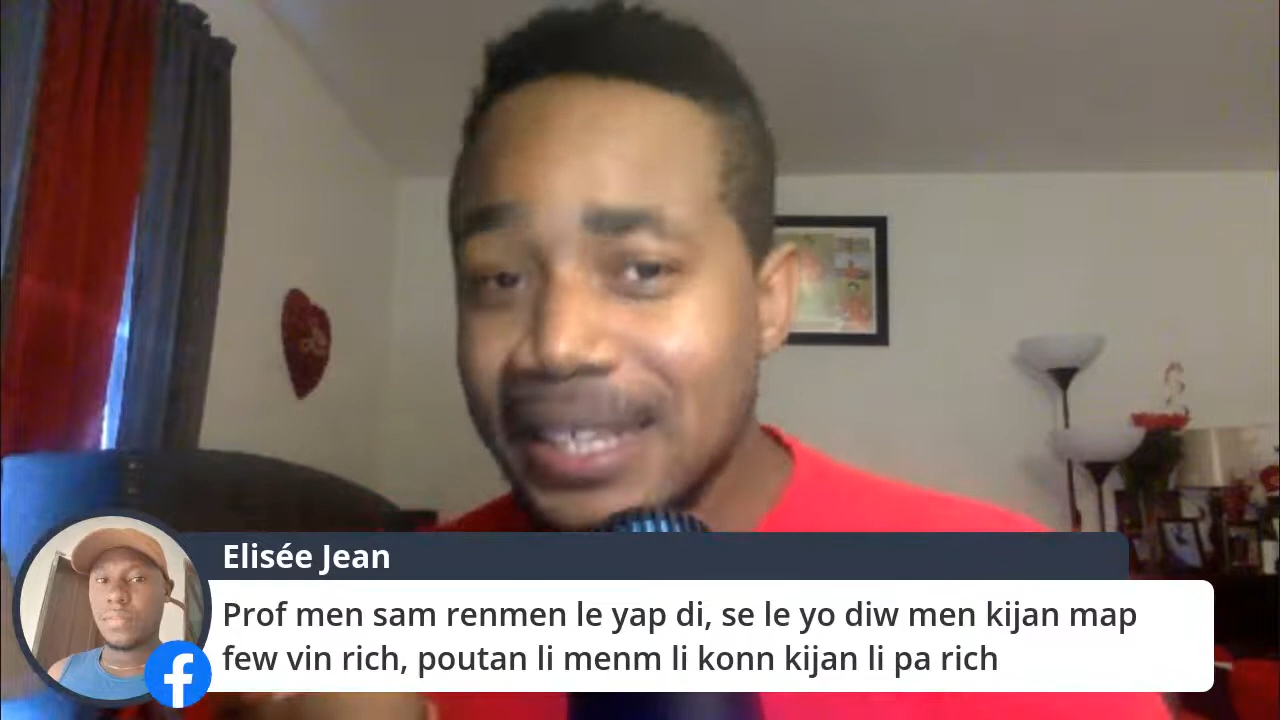 Elisée Jean
Prof men sam renmen le yap di, se le yo diw men kijan map
few vin rich, poutan li menm li konn kijan li pa rich